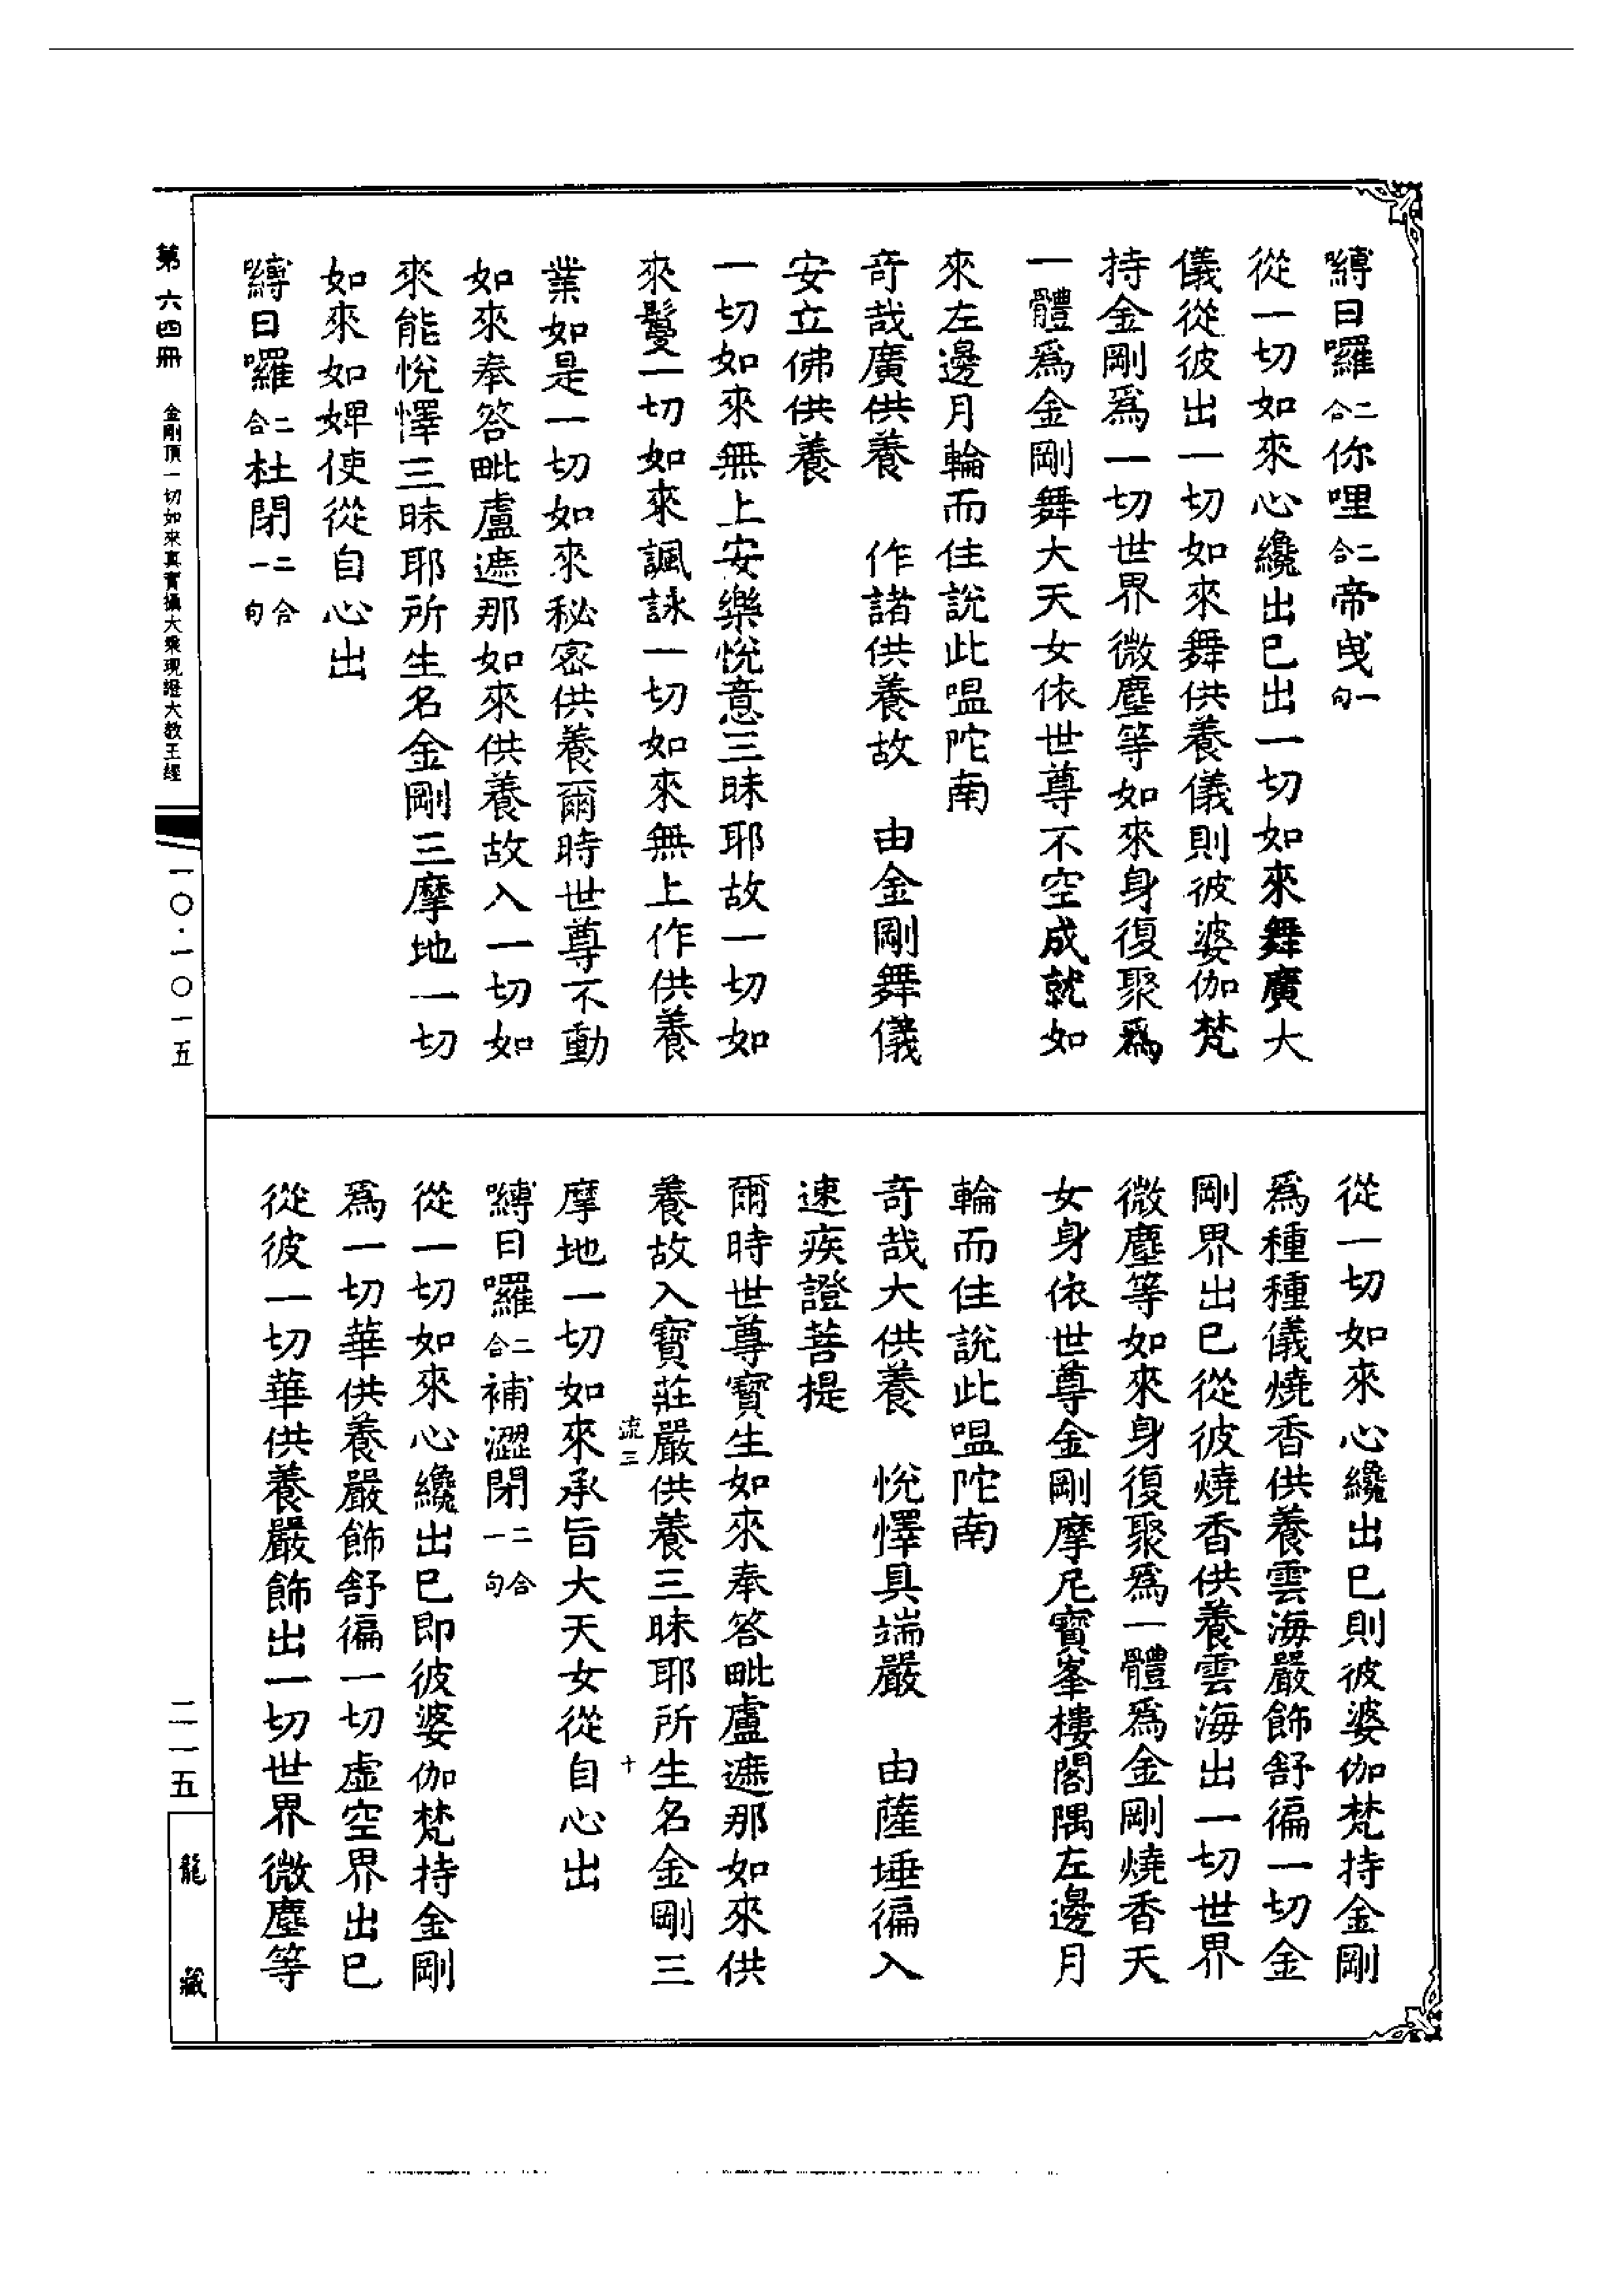 嚩日囉二合你哩二合帝曵一句
從一切如來心纔出已出一切如來舞廣大
儀從彼出一切如來舞供養儀則彼婆伽梵
持金剛爲一切世界微塵等如來身復聚爲
一體爲金剛舞大天女依世尊不空成就如
來左邊月輪而住說此嗢陀南
奇哉廣供養 作諸供養故 由金剛舞儀
安立佛供養
一切如來無上安樂悅意三昧耶故一切如
來鬘一切如來諷詠一切如來無上作供養
業如是一切如來秘密供養爾時世尊不動
如來奉答毗盧遮那如來供養故入一切如
來能悅懌三昧耶所生名金剛三摩地一切
如來如婢使從自心出
嚩日囉二合杜閉二合一句
從一切如來心纔出已則彼婆伽梵持金剛
爲種種儀燒香供養雲海嚴飾舒徧一切金
剛界出已從彼燒香供養雲海出一切世界
微塵等如來身復聚爲一體爲金剛燒香天
女身依世尊金剛摩尼寶峯樓閣隅左邊月
輪而住說此嗢陀南
奇哉大供養 悅懌具端嚴 由薩埵徧入
速疾證菩提
爾時世尊寶生如來奉答毗盧遮那如來供
養故入寶莊嚴供養三昧耶所生名金剛三
流三 十
摩地一切如來承旨大天女從自心出
嚩日囉二合補澀閉二合一句
從一切如來心纔出已即彼婆伽梵持金剛
爲一切華供養嚴飾舒徧一切虛空界出已
從彼一切華供養嚴飾出一切世界微塵等
第六四冊 金剛頂一切如來真實攝大乘現證大教王經
一〇·一〇一五
二一五
龍藏